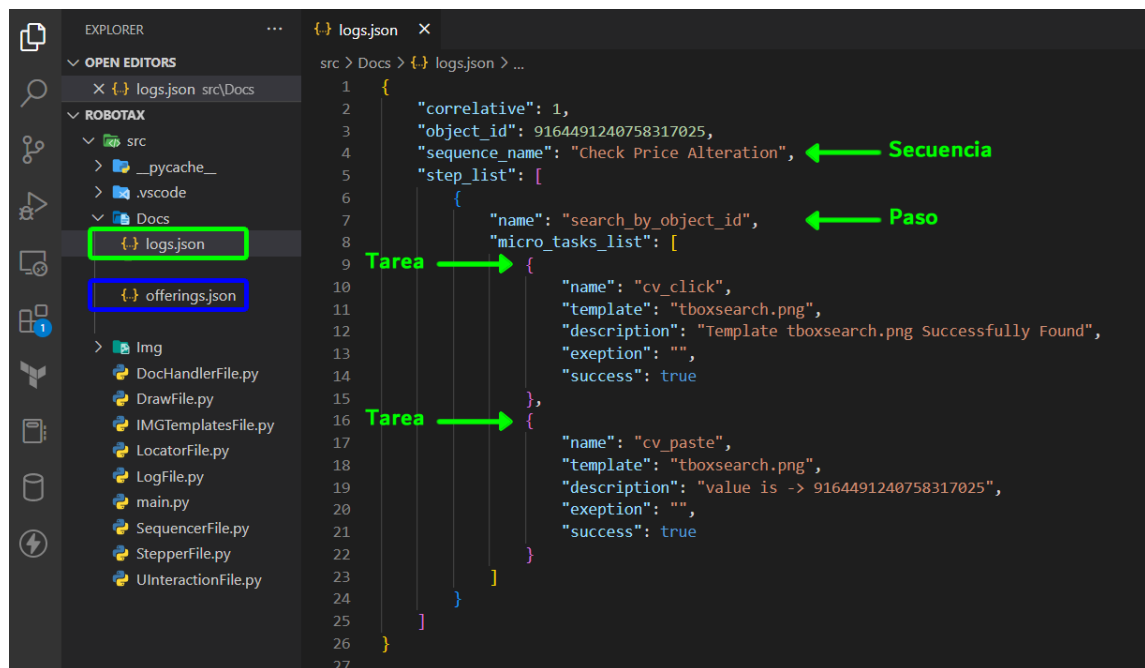 EXPLORER ...
OPEN EDITORS
logs.json src\Docs
ROBOTAX
src
__pycache__
.vscode
Docs
logs.json
offerings.json
Img
DocHandlerFile.py
DrawFile.py
IMGTemplatesFile.py
LocatorFile.py
LogFile.py
main.py
SequencerFile.py
StepperFile.py
UInteractionFile.py
1
{..} logs.json ×
src > Docs > {..} logs.json > ...
1 {
2 "correlative": 1,
3 "object_id": 9164491240758317025,
4 "sequence_name": "Check Price Alteration", Secuencia
5 "step_list": [
6 {
7 "name": "search_by_object_id", Paso
8 "micro_tasks_list": [
9 Tarea {
10 "name": "cv_click",
11 "template": "tboxsearch.png",
12 "description": "Template tboxsearch.png Successfully Found",
13 "exeption": "",
14 "success": true
15 },
16 Tarea {
17 "name": "cv_paste",
18 "template": "tboxsearch.png",
19 "description": "value is -> 9164491240758317025",
20 "exeption": "",
21 "success": true
22 }
23 ]
24 }
25 ]
26 }
27